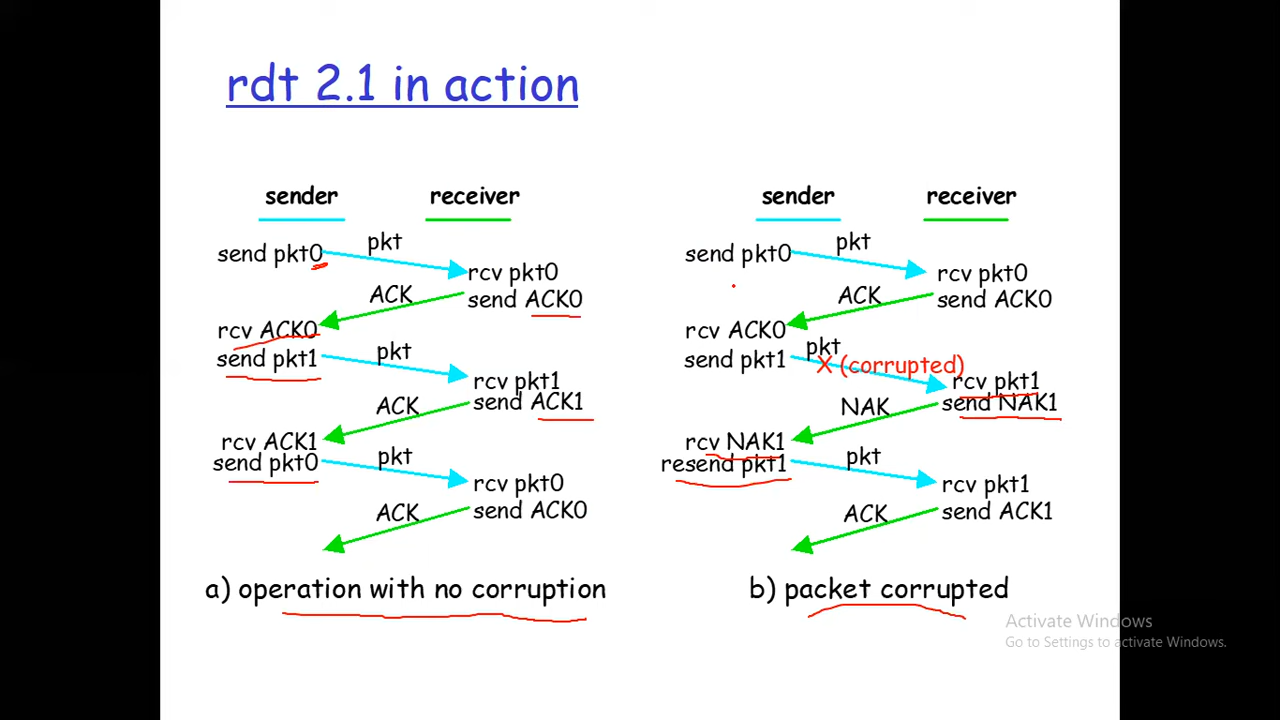 rdt 2.1 in action
sender
receiver
send pkt0
pkt
rcv pkt0
ACK
send ACK0
rcv ACK0
send pkt1
pkt
rcv pkt1
ACK
send ACK1
rcv ACK1
send pkt0
pkt
rcv pkt0
ACK
send ACK0
a) operation with no corruption
sender
receiver
send pkt0
pkt
rcv pkt0
ACK
send ACK0
rcv ACK0
pkt
send pkt1
X (corrupted)
rcv pkt1
NAK
send NAK1
rcv NAK1
resend pkt1
pkt
rcv pkt1
ACK
send ACK1
b) packet corrupted
Activate Windows
Go to Settings to activate Windows.